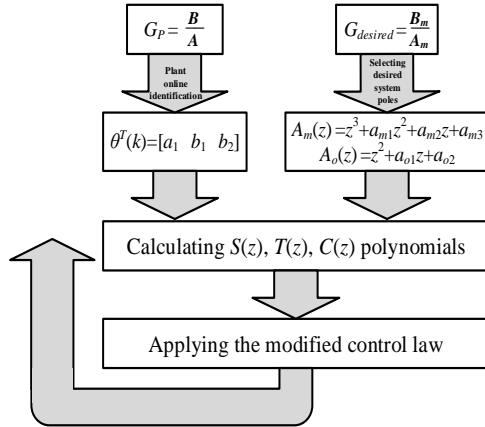 G_P = B/A
G_desired = B_m/A_m
Plant
online
identification
Selecting
desired
system
poles
θ^T(k)=[a_1 b_1 b_2]
A_m(z)=z^3+a_m1z^2+a_m2z+a_m3
A_o(z)=z^2+a_o1z+a_o2
Calculating S(z), T(z), C(z) polynomials
Applying the modified control law